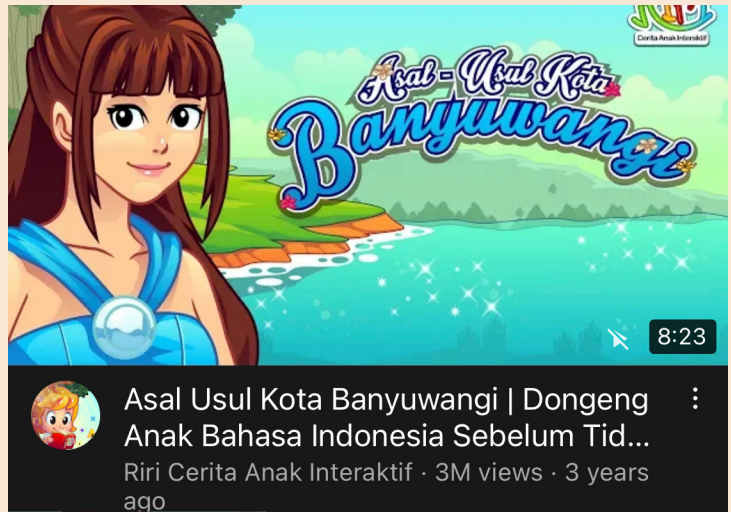 Riri
Cerita Anak Interaktif
Asal - Usul Kota
Banyuwangi
8:23
Asal Usul Kota Banyuwangi | Dongeng
Anak Bahasa Indonesia Sebelum Tid...
Riri Cerita Anak Interaktif · 3M views · 3 years
ago